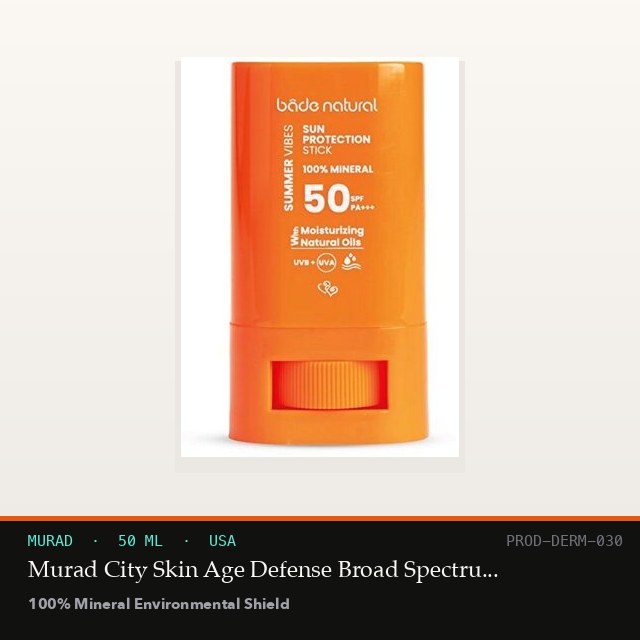 bāde natural
SUMMER VIBES
SUN
PROTECTION
STICK
100% MINERAL
50 SPF
PA+++
With Moisturizing
Natural Oils
UVB + UVA
MURAD · 50 ML · USA
PROD–DERM–030
Murad City Skin Age Defense Broad Spectru...
100% Mineral Environmental Shield